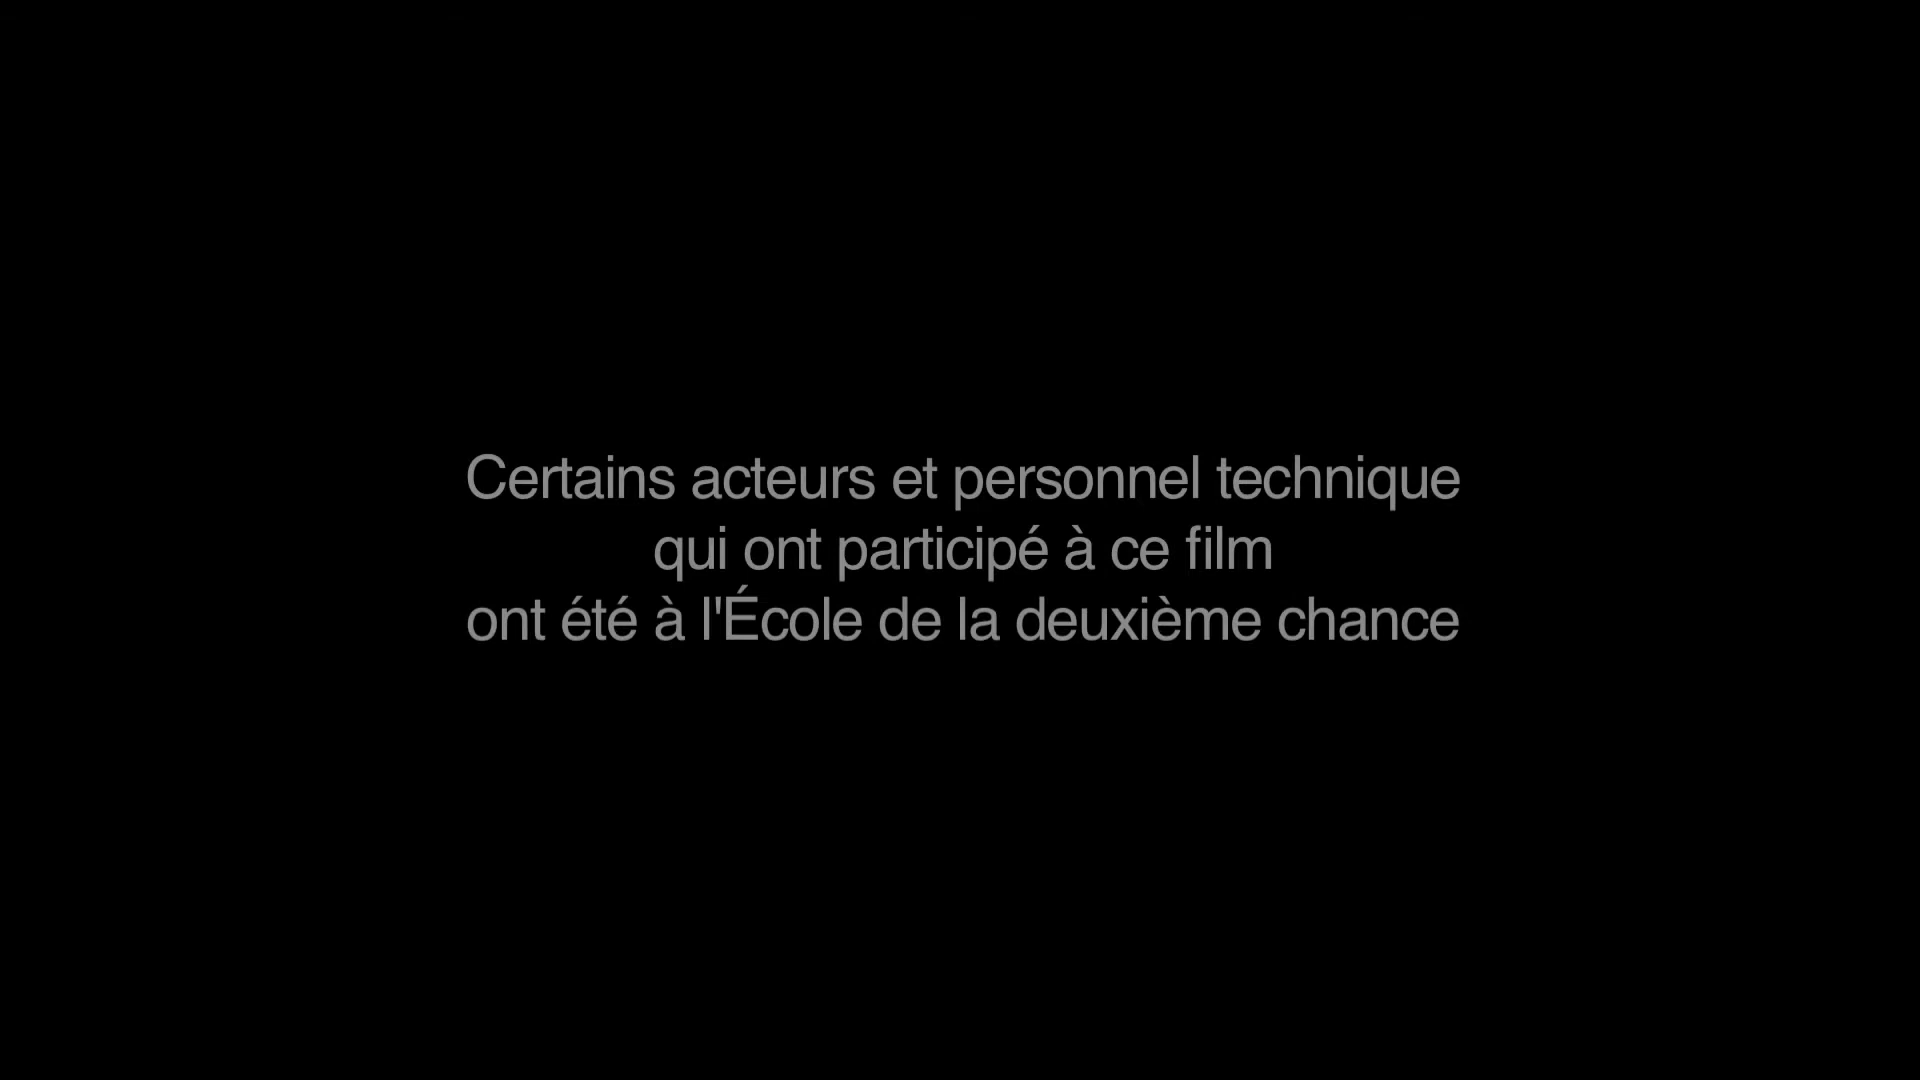 Certains acteurs et personnel technique
qui ont participé à ce film
ont été à l'École de la deuxième chance